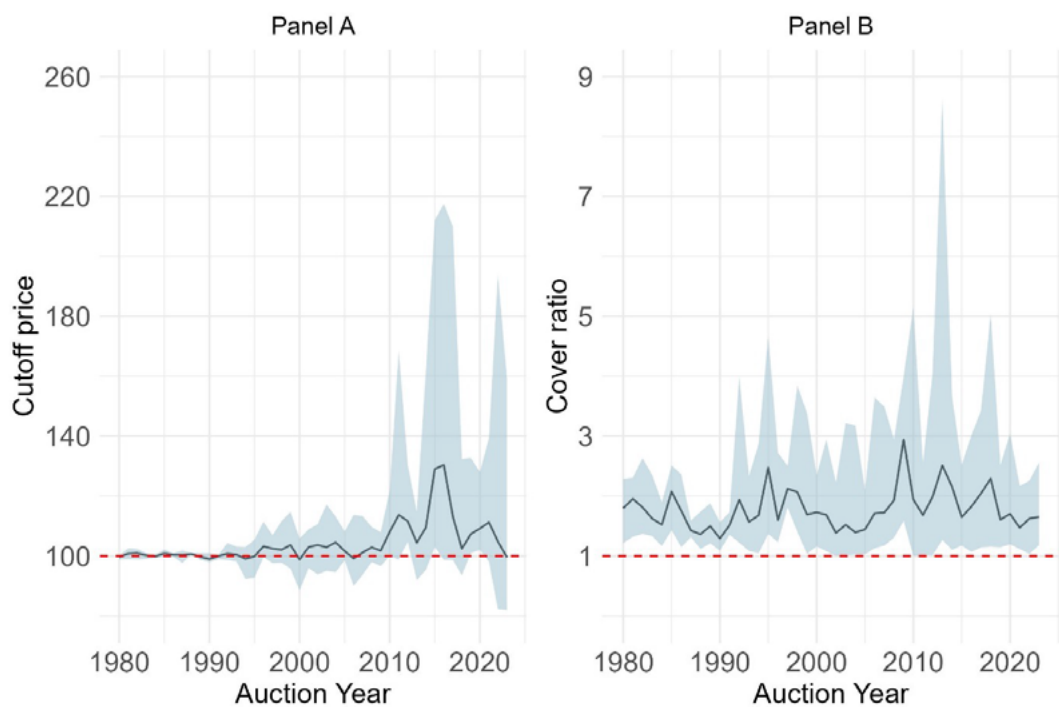 Panel A
Panel B
260
220
180
140
100
Cutoff price
1980 1990 2000 2010 2020
Auction Year
9
7
5
3
1
Cover ratio
1980 1990 2000 2010 2020
Auction Year